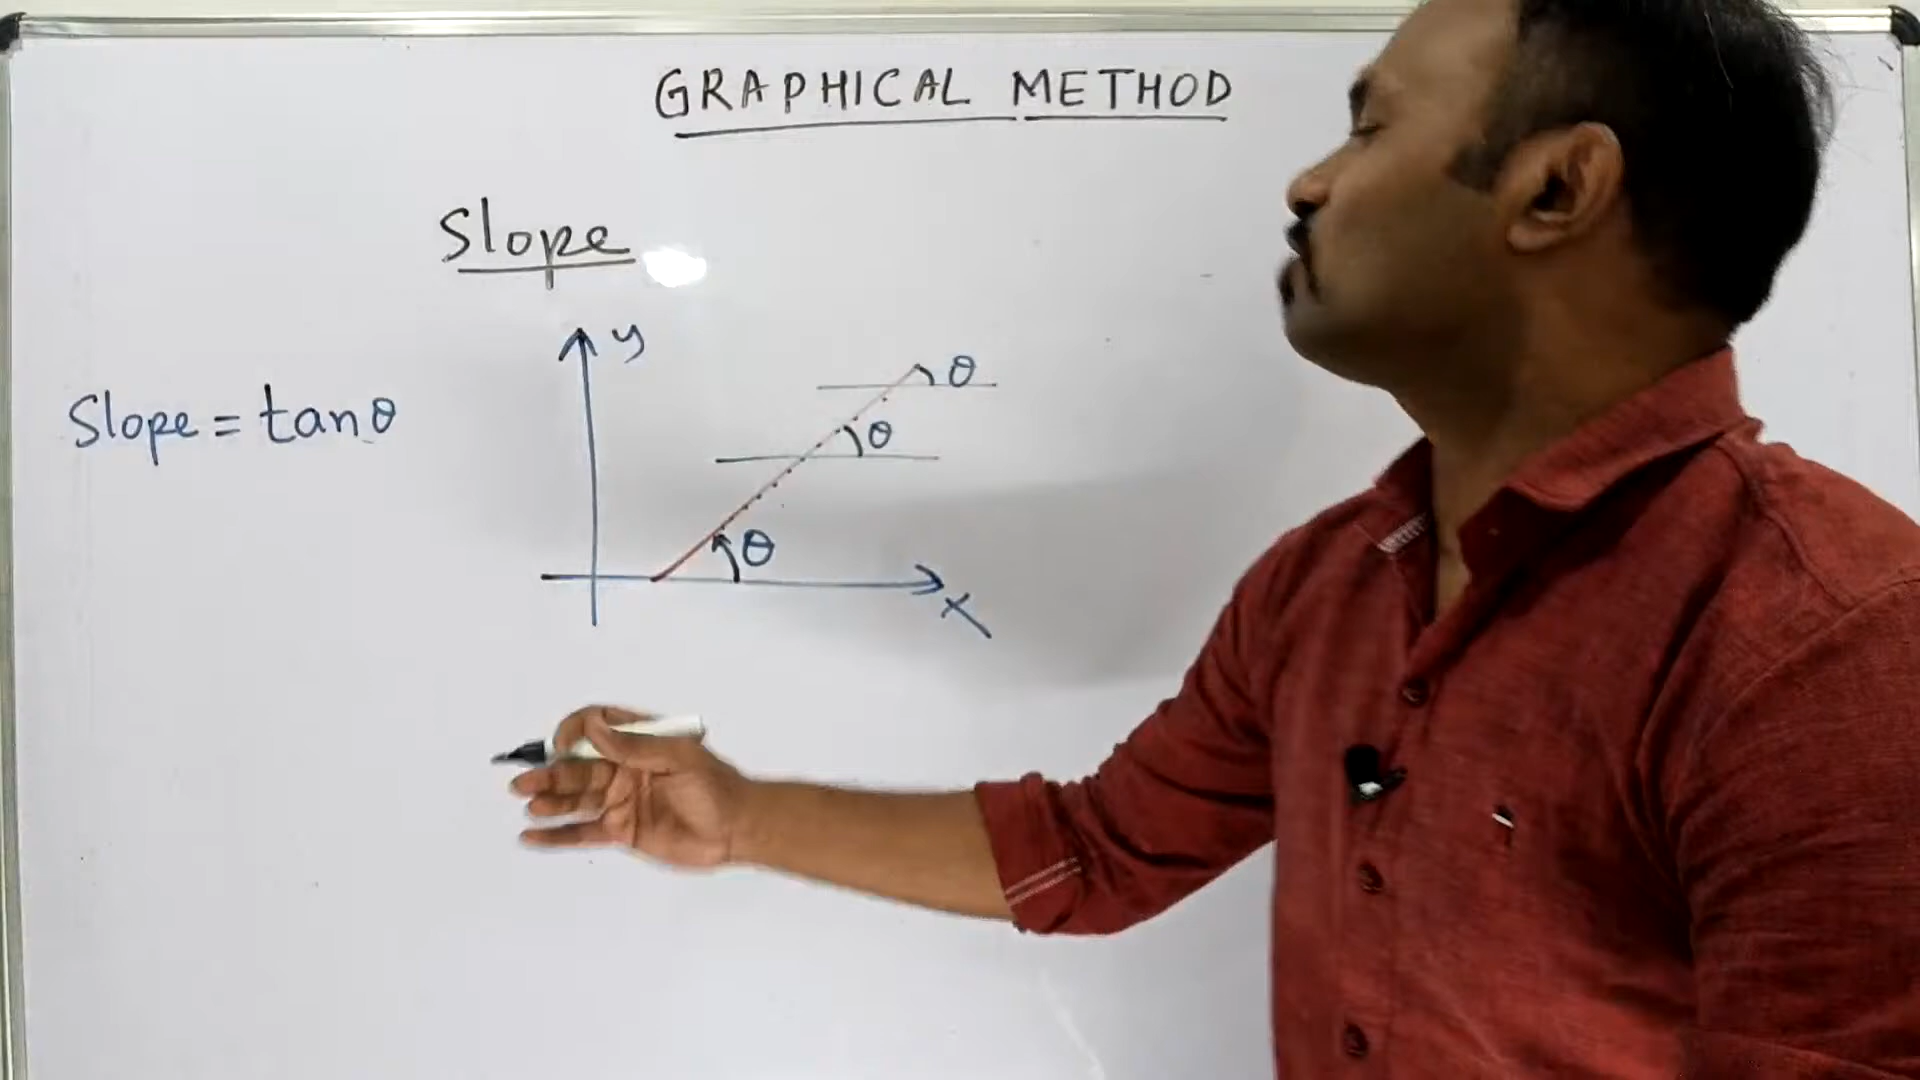 GRAPHICAL METHOD
Slope
y
θ
Slope = tanθ
θ
θ
x